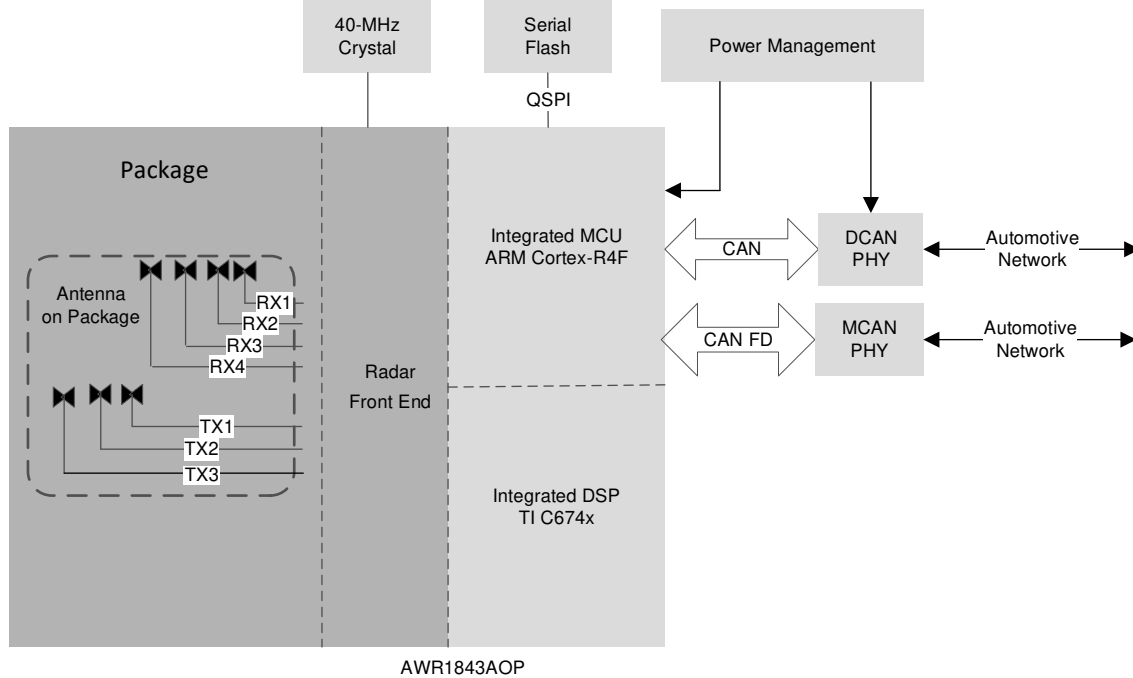 40-MHz
Crystal
Serial
Flash
Power Management
QSPI
Package
Integrated MCU
ARM Cortex-R4F
CAN
DCAN
PHY
Automotive
Network
Antenna
on Package
RX1
RX2
RX3
RX4
CAN FD
MCAN
PHY
Automotive
Network
Radar
Front End
TX1
TX2
TX3
Integrated DSP
TI C674x
AWR1843AOP